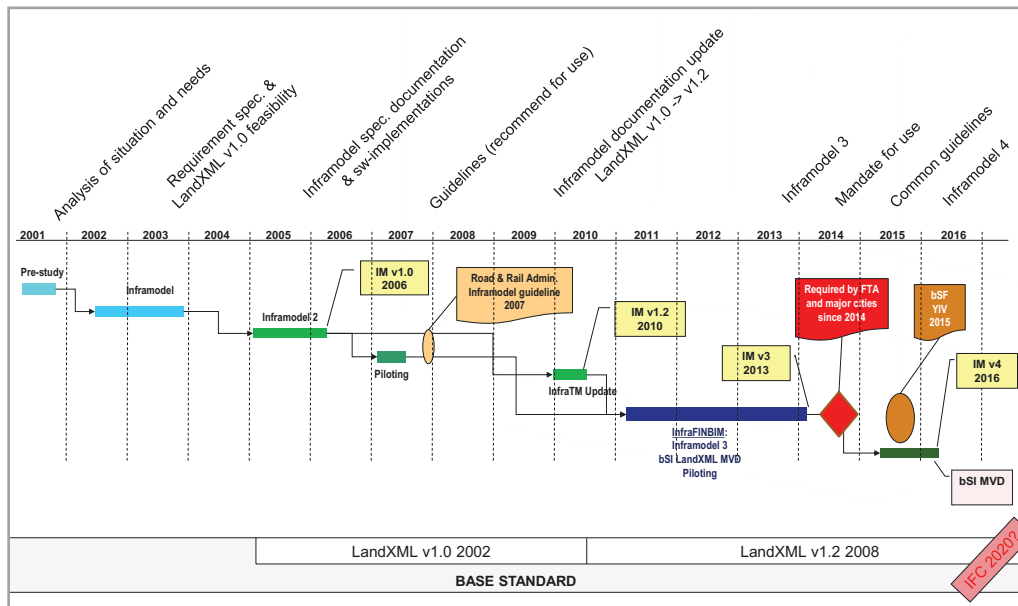 Analysis of situation and needs
Requirement spec. &
LandXML v1.0 feasibility
Inframodel spec. documentation
& sw-implementations
Guidelines (recommend for use)
Inframodel documentation update
LandXML v1.0 -> v1.2
Inframodel 3
Mandate for use
Common guidelines
Inframodel 4
2001 2002 2003 2004 2005 2006 2007 2008 2009 2010 2011 2012 2013 2014 2015 2016
Pre-study
Inframodel
Inframodel 2
IM v1.0
2006
Piloting
Road & Rail Admin.
Inframodel guideline
2007
InfraTM Update
IM v1.2
2010
InfraFINBIM:
Inframodel 3
bSI LandXML MVD
Piloting
IM v3
2013
Required by FTA
and major cities
since 2014
bSF
YIV
2015
IM v4
2016
bSI MVD
LandXML v1.0 2002
LandXML v1.2 2008
IFC 2020?
BASE STANDARD